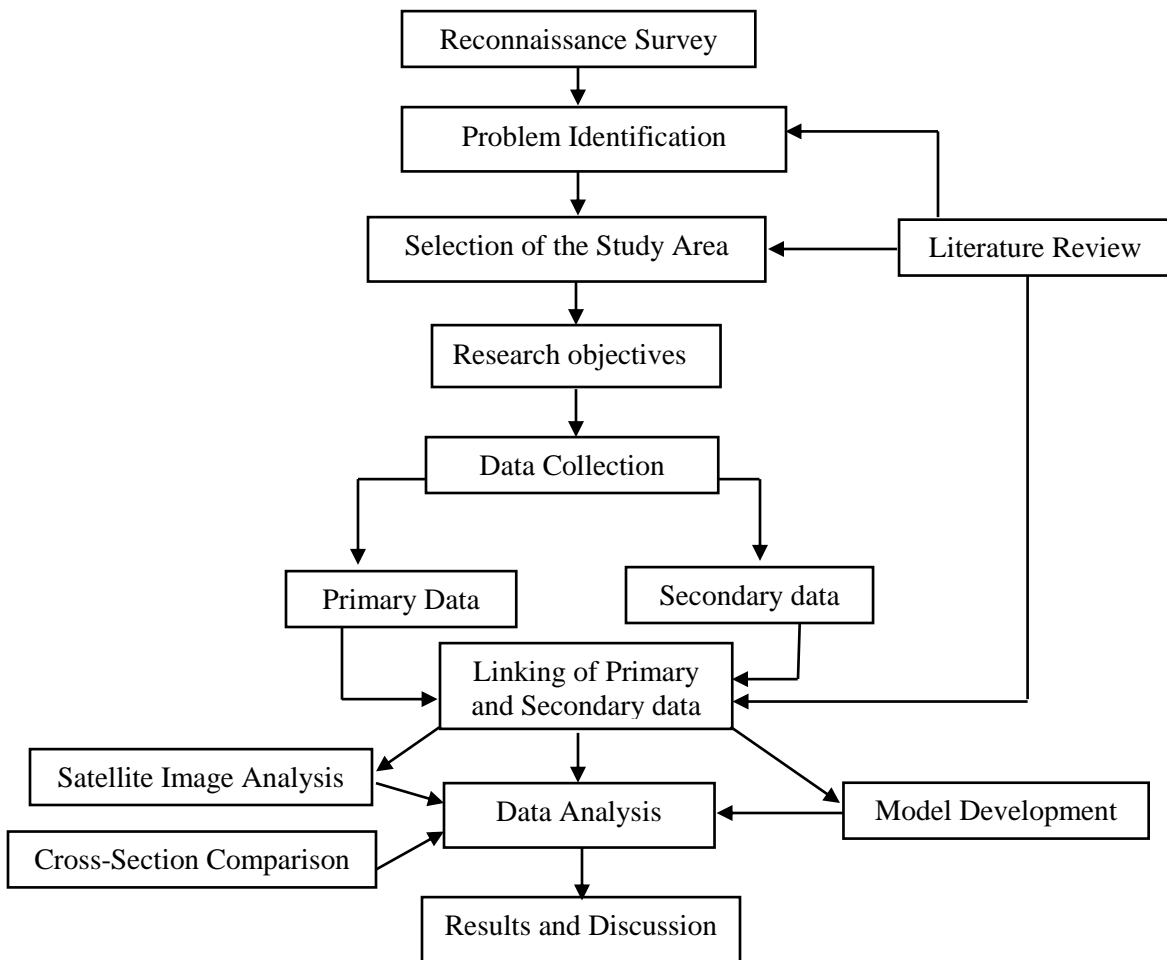 Reconnaissance Survey
Problem Identification
Selection of the Study Area
Literature Review
Research objectives
Data Collection
Primary Data
Secondary data
Linking of Primary
and Secondary data
Satellite Image Analysis
Data Analysis
Model Development
Cross-Section Comparison
Results and Discussion